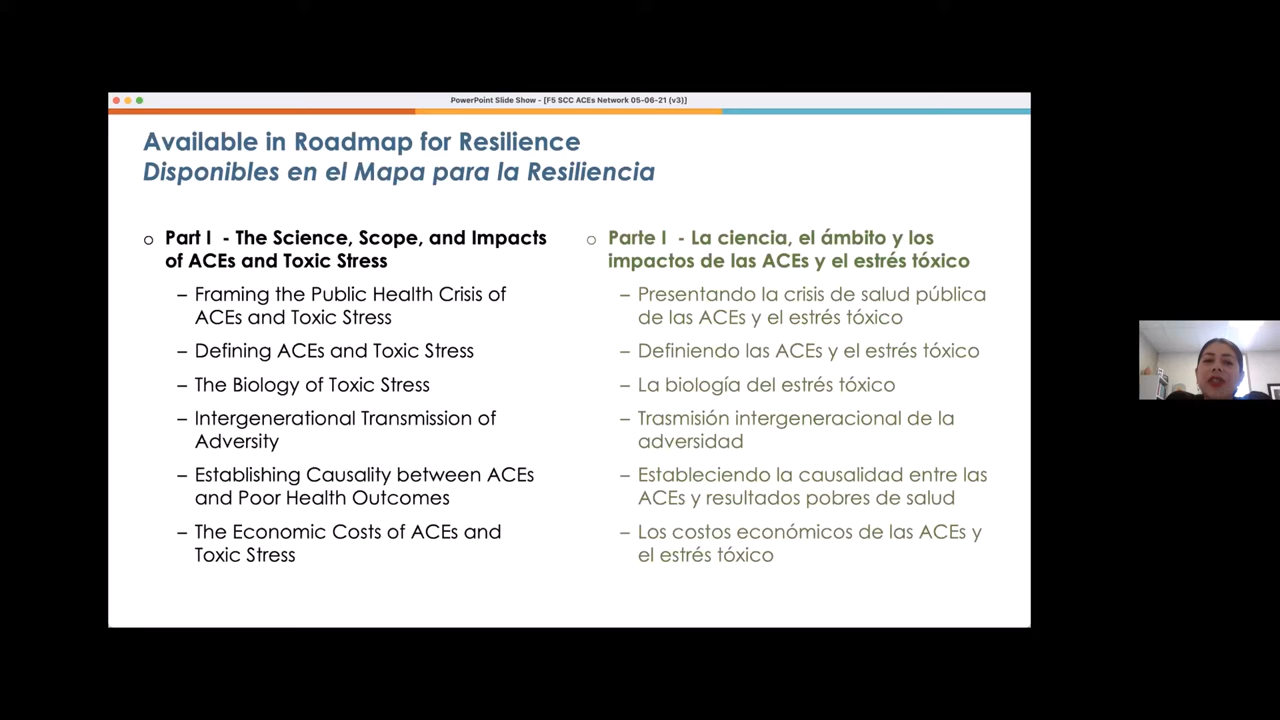 PowerPoint Slide Show - [F5 SCC ACEs Network 05-06-21 (v3)]
Available in Roadmap for Resilience
Disponibles en el Mapa para la Resiliencia
Part I - The Science, Scope, and Impacts
of ACEs and Toxic Stress
– Framing the Public Health Crisis of
ACEs and Toxic Stress
– Defining ACEs and Toxic Stress
– The Biology of Toxic Stress
– Intergenerational Transmission of
Adversity
– Establishing Causality between ACEs
and Poor Health Outcomes
– The Economic Costs of ACEs and
Toxic Stress
Parte I - La ciencia, el ámbito y los
impactos de las ACEs y el estrés tóxico
– Presentando la crisis de salud pública
de las ACEs y el estrés tóxico
– Definiendo las ACEs y el estrés tóxico
– La biología del estrés tóxico
– Trasmisión intergeneracional de la
adversidad
– Estableciendo la causalidad entre las
ACEs y resultados pobres de salud
– Los costos económicos de las ACEs y
el estrés tóxico